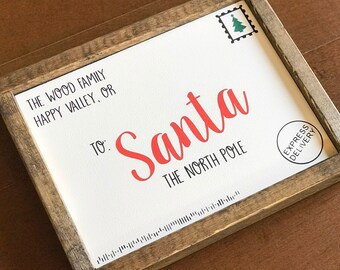 THE WOOD FAMILY
HAPPY VALLEY, OR
TO: Santa
THE NORTH POLE
EXPRESS
DELIVERY